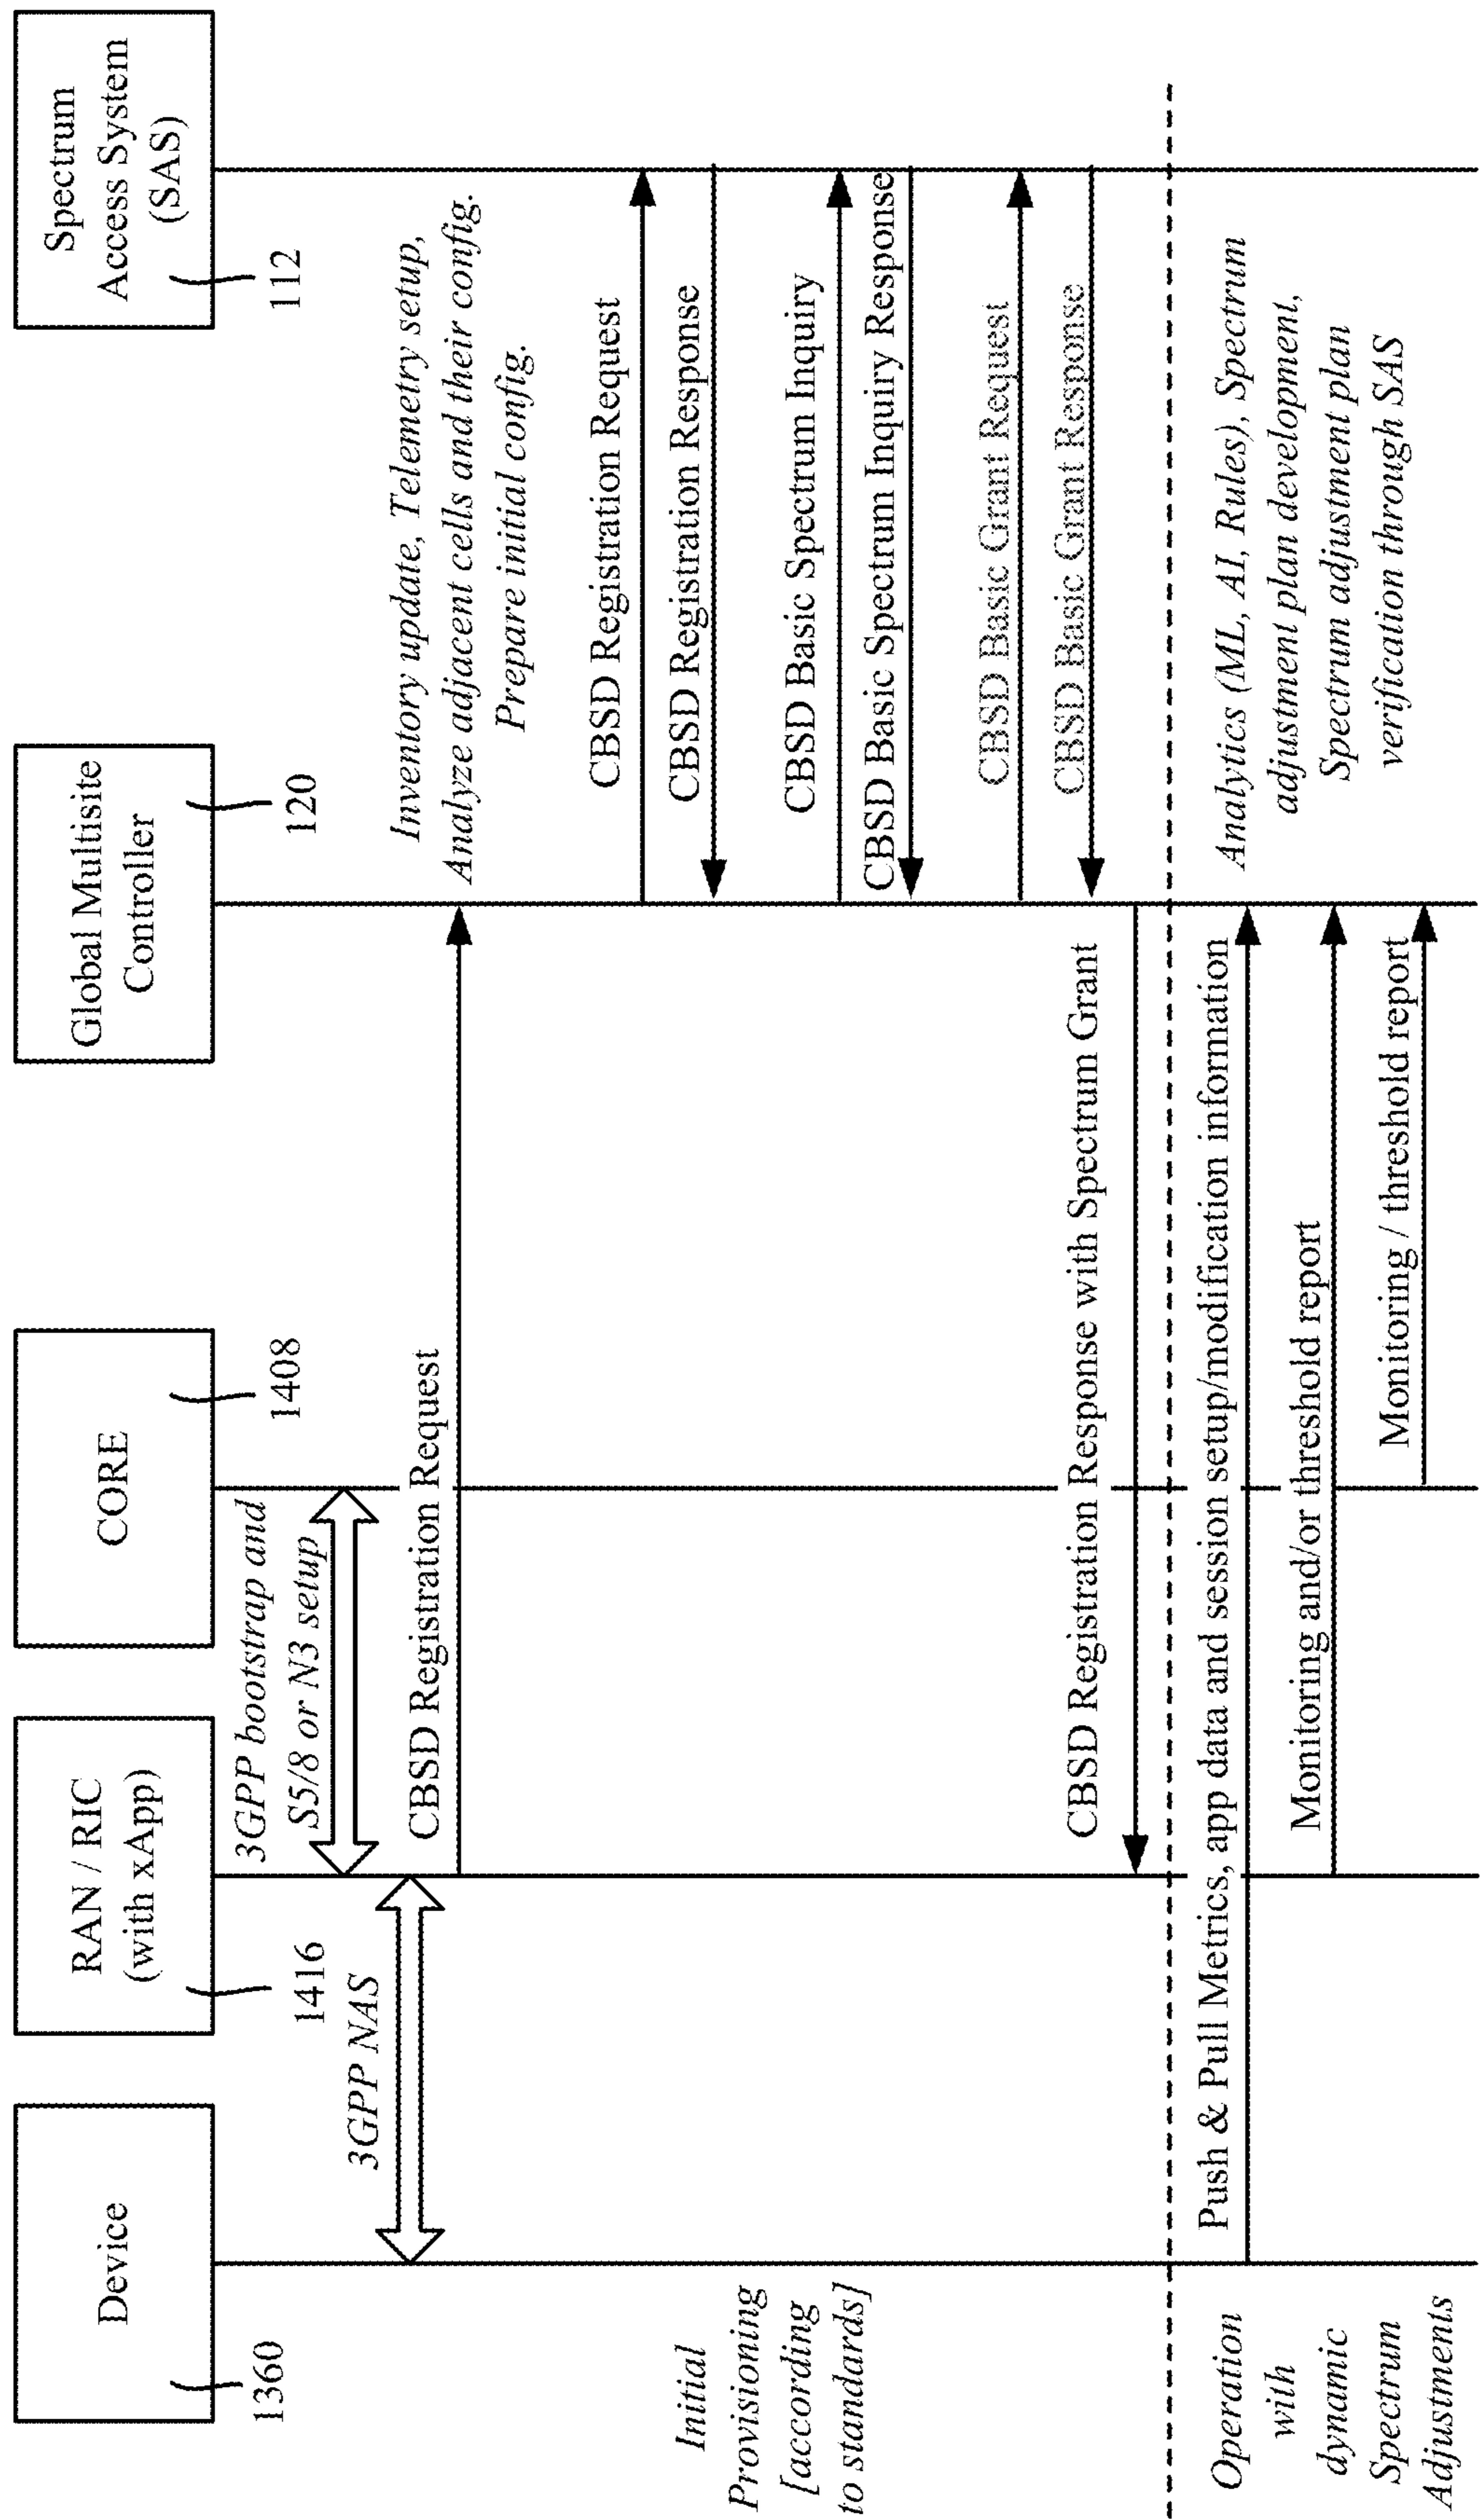 Device
1360
RAN / RIC
(with xApp)
1416
CORE
1408
Global Multisite
Controller
120
Spectrum
Access System
(SAS)
112
3GPP bootstrap and
S5/8 or N3 setup
3GPP NAS
CBSD Registration Request
Inventory update, Telemetry setup,
Analyze adjacent cells and their config.
Prepare initial config.
CBSD Registration Request
CBSD Registration Response
CBSD Basic Spectrum Inquiry
CBSD Basic Spectrum Inquiry Response
CBSD Basic Grant Request
CBSD Basic Grant Response
CBSD Registration Response with Spectrum Grant
Initial
Provisioning
[according
to standards]
Push & Pull Metrics, app data and session setup/modification information
Monitoring and/or threshold report
Monitoring / threshold report
Analytics (ML, AI, Rules), Spectrum
adjustment plan development,
Spectrum adjustment plan
verification through SAS
Operation
with
dynamic
Spectrum
Adjustments